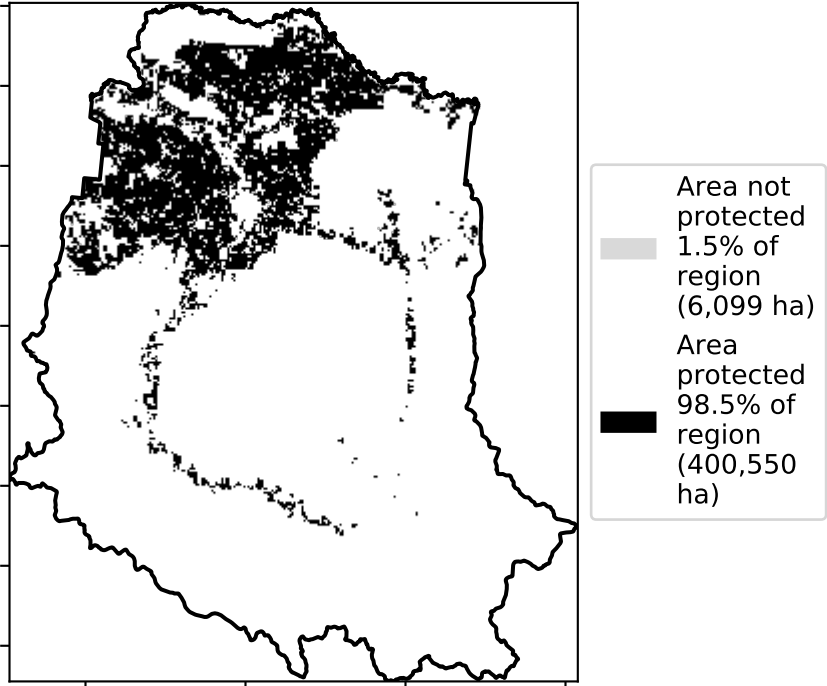 Area not
protected
1.5% of
region
(6,099 ha)
Area
protected
98.5% of
region
(400,550
ha)